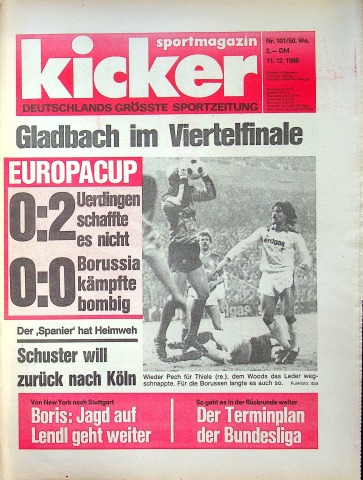 sportmagazin
kicker
DEUTSCHLANDS GRÖSSTE SPORTZEITUNG
Nr. 101/50. Wo.
2,— DM
11. 12. 1986
Gladbach im Viertelfinale
EUROPACUP
0:2 Uerdingen
schaffte
es nicht
0:0 Borussia
kämpfte
bombig
erdgas
Der ‚Spanier' hat Heimweh
Schuster will
zurück nach Köln
Wieder Pech für Thiele (re.), dem Woods das Leder weg-
schnappte. Für die Borussen langte es auch so. Funkfoto: dpa
Von New York nach Stuttgart
Boris: Jagd auf
Lendl geht weiter
So geht es in der Rückrunde weiter
Der Terminplan
der Bundesliga